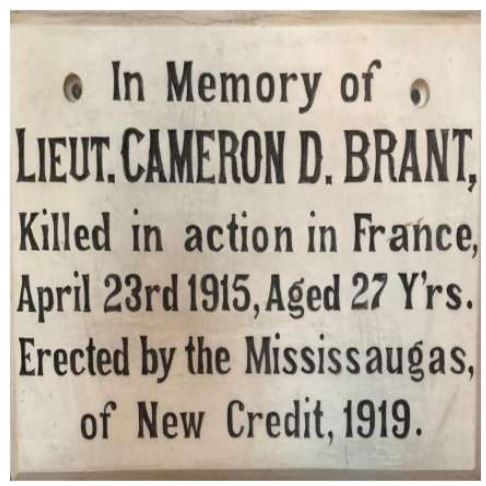 In Memory of
LIEUT. CAMERON D. BRANT,
Killed in action in France,
April 23rd 1915, Aged 27 Y'rs.
Erected by the Mississaugas,
of New Credit, 1919.